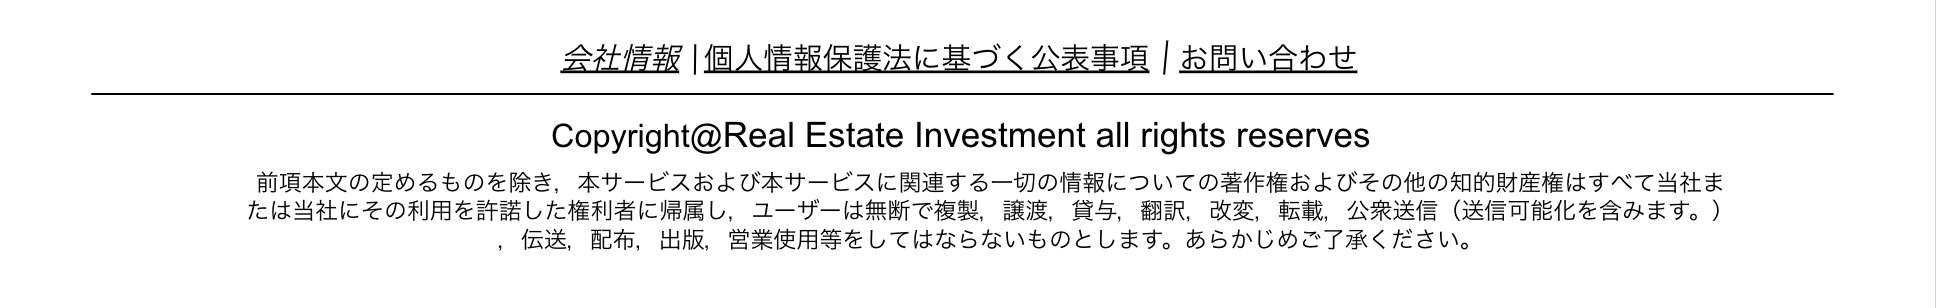 会社情報 |個人情報保護法に基づく公表事項 | お問い合わせ
Copyright@Real Estate Investment all rights reserves
前項本文の定めるものを除き，本サービスおよび本サービスに関連する一切の情報についての著作権およびその他の知的財産権はすべて当社ま
たは当社にその利用を許諾した権利者に帰属し，ユーザーは無断で複製，譲渡，貸与，翻訳，改変，転載，公衆送信（送信可能化を含みます。）
，伝送，配布，出版，営業使用等をしてはならないものとします。あらかじめご了承ください。